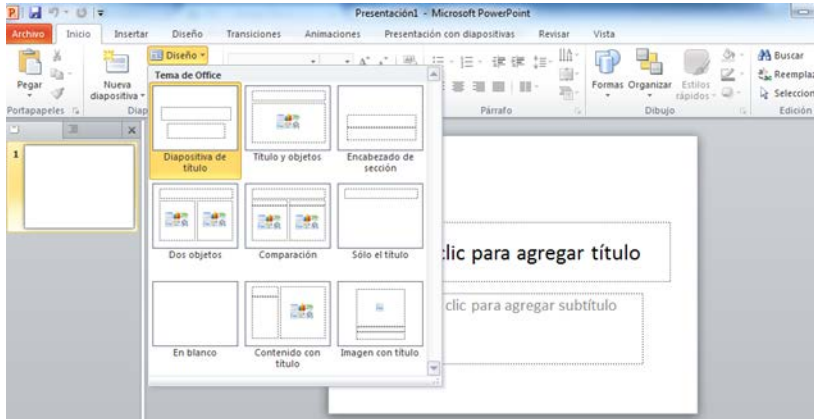 Presentación1 - Microsoft PowerPoint
Archivo Inicio Insertar Diseño Transiciones Animaciones Presentación con diapositivas Revisar Vista
Pegar
Nueva diapositiva
Diseño
Formas Organizar Estilos rápidos
Buscar
Reemplaz
Seleccion
Portapapeles Diap Párrafo Dibujo Edición
Tema de Office
Diapositiva de título
Título y objetos
Encabezado de sección
Dos objetos
Comparación
Sólo el título
En blanco
Contenido con título
Imagen con título
1
clic para agregar título
clic para agregar subtítulo